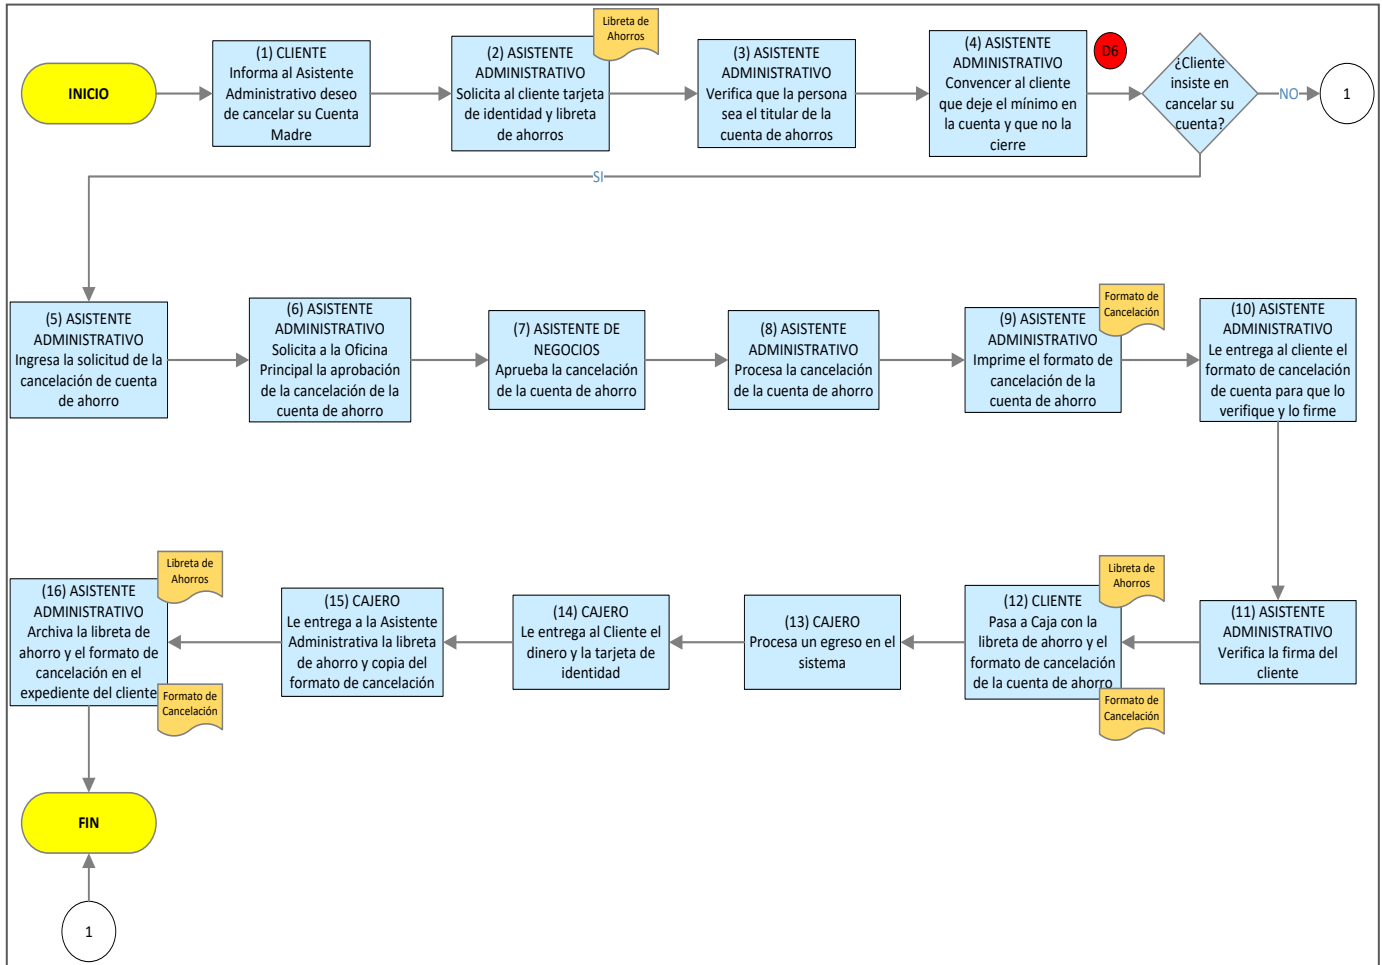 INICIO
(1) CLIENTE
Informa al Asistente
Administrativo deseo
de cancelar su Cuenta
Madre
Libreta de
Ahorros
(2) ASISTENTE
ADMINISTRATIVO
Solicita al cliente tarjeta
de identidad y libreta
de ahorros
(3) ASISTENTE
ADMINISTRATIVO
Verifica que la persona
sea el titular de la
cuenta de ahorros
(4) ASISTENTE
ADMINISTRATIVO
Convencer al cliente
que deje el mínimo en
la cuenta y que no la
cierre
D6
¿Cliente
insiste en
cancelar su
cuenta?
NO
1
SI
(5) ASISTENTE
ADMINISTRATIVO
Ingresa la solicitud de la
cancelación de cuenta
de ahorro
(6) ASISTENTE
ADMINISTRATIVO
Solicita a la Oficina
Principal la aprobación
de la cancelación de la
cuenta de ahorro
(7) ASISTENTE DE
NEGOCIOS
Aprueba la cancelación
de la cuenta de ahorro
(8) ASISTENTE
ADMINISTRATIVO
Procesa la cancelación
de la cuenta de ahorro
Formato de
Cancelación
(9) ASISTENTE
ADMINISTRATIVO
Imprime el formato de
cancelación de la
cuenta de ahorro
(10) ASISTENTE
ADMINISTRATIVO
Le entrega al cliente el
formato de cancelación
de cuenta para que lo
verifique y lo firme
(11) ASISTENTE
ADMINISTRATIVO
Verifica la firma del
cliente
Libreta de
Ahorros
(12) CLIENTE
Pasa a Caja con la
libreta de ahorro y el
formato de cancelación
de la cuenta de ahorro
Formato de
Cancelación
(13) CAJERO
Procesa un egreso en el
sistema
(14) CAJERO
Le entrega al Cliente el
dinero y la tarjeta de
identidad
(15) CAJERO
Le entrega a la Asistente
Administrativa la libreta
de ahorro y copia del
formato de cancelación
Libreta de
Ahorros
(16) ASISTENTE
ADMINISTRATIVO
Archiva la libreta de
ahorro y el formato de
cancelación en el
expediente del cliente
Formato de
Cancelación
FIN
1